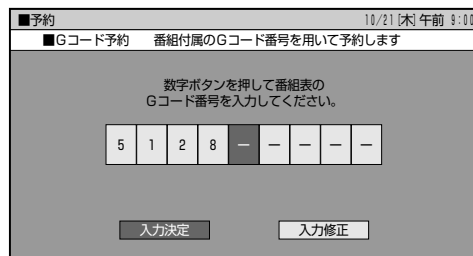 ■予約 10/21[木]午前 9:00
■Gコード予約 番組付属のGコード番号を用いて予約します
数字ボタンを押して番組表の
Gコード番号を入力してください。
5 1 2 8 － － － － －
入力決定 入力修正